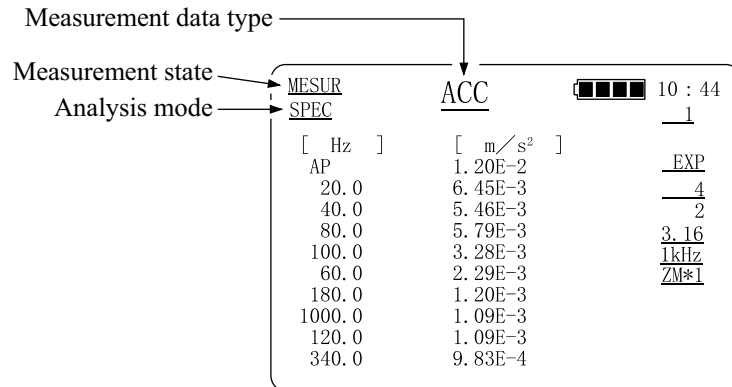 Measurement data type
Measurement state
Analysis mode
MESUR ACC 10 : 44
SPEC 1
[ Hz ] [ m/s² ]
AP 1.20E-2 EXP
20.0 6.45E-3 4
40.0 5.46E-3 2
80.0 5.79E-3 3.16
100.0 3.28E-3 1kHz
60.0 2.29E-3 ZM*1
180.0 1.20E-3
1000.0 1.09E-3
120.0 1.09E-3
340.0 9.83E-4